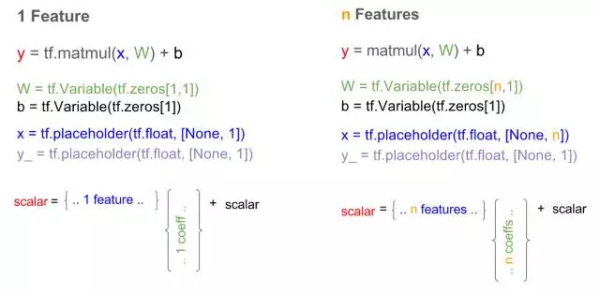 1 Feature
y = tf.matmul(x, W) + b
W = tf.Variable(tf.zeros[1,1])
b = tf.Variable(tf.zeros[1])
x = tf.placeholder(tf.float, [None, 1])
y_ = tf.placeholder(tf.float, [None, 1])
scalar = { .. 1 feature .. } { .. 1 coeff .. } + scalar
n Features
y = matmul(x, W) + b
W = tf.Variable(tf.zeros[n,1])
b = tf.Variable(tf.zeros[1])
x = tf.placeholder(tf.float, [None, n])
y_ = tf.placeholder(tf.float, [None, 1])
scalar = { .. n features .. } { .. n coeffs .. } + scalar